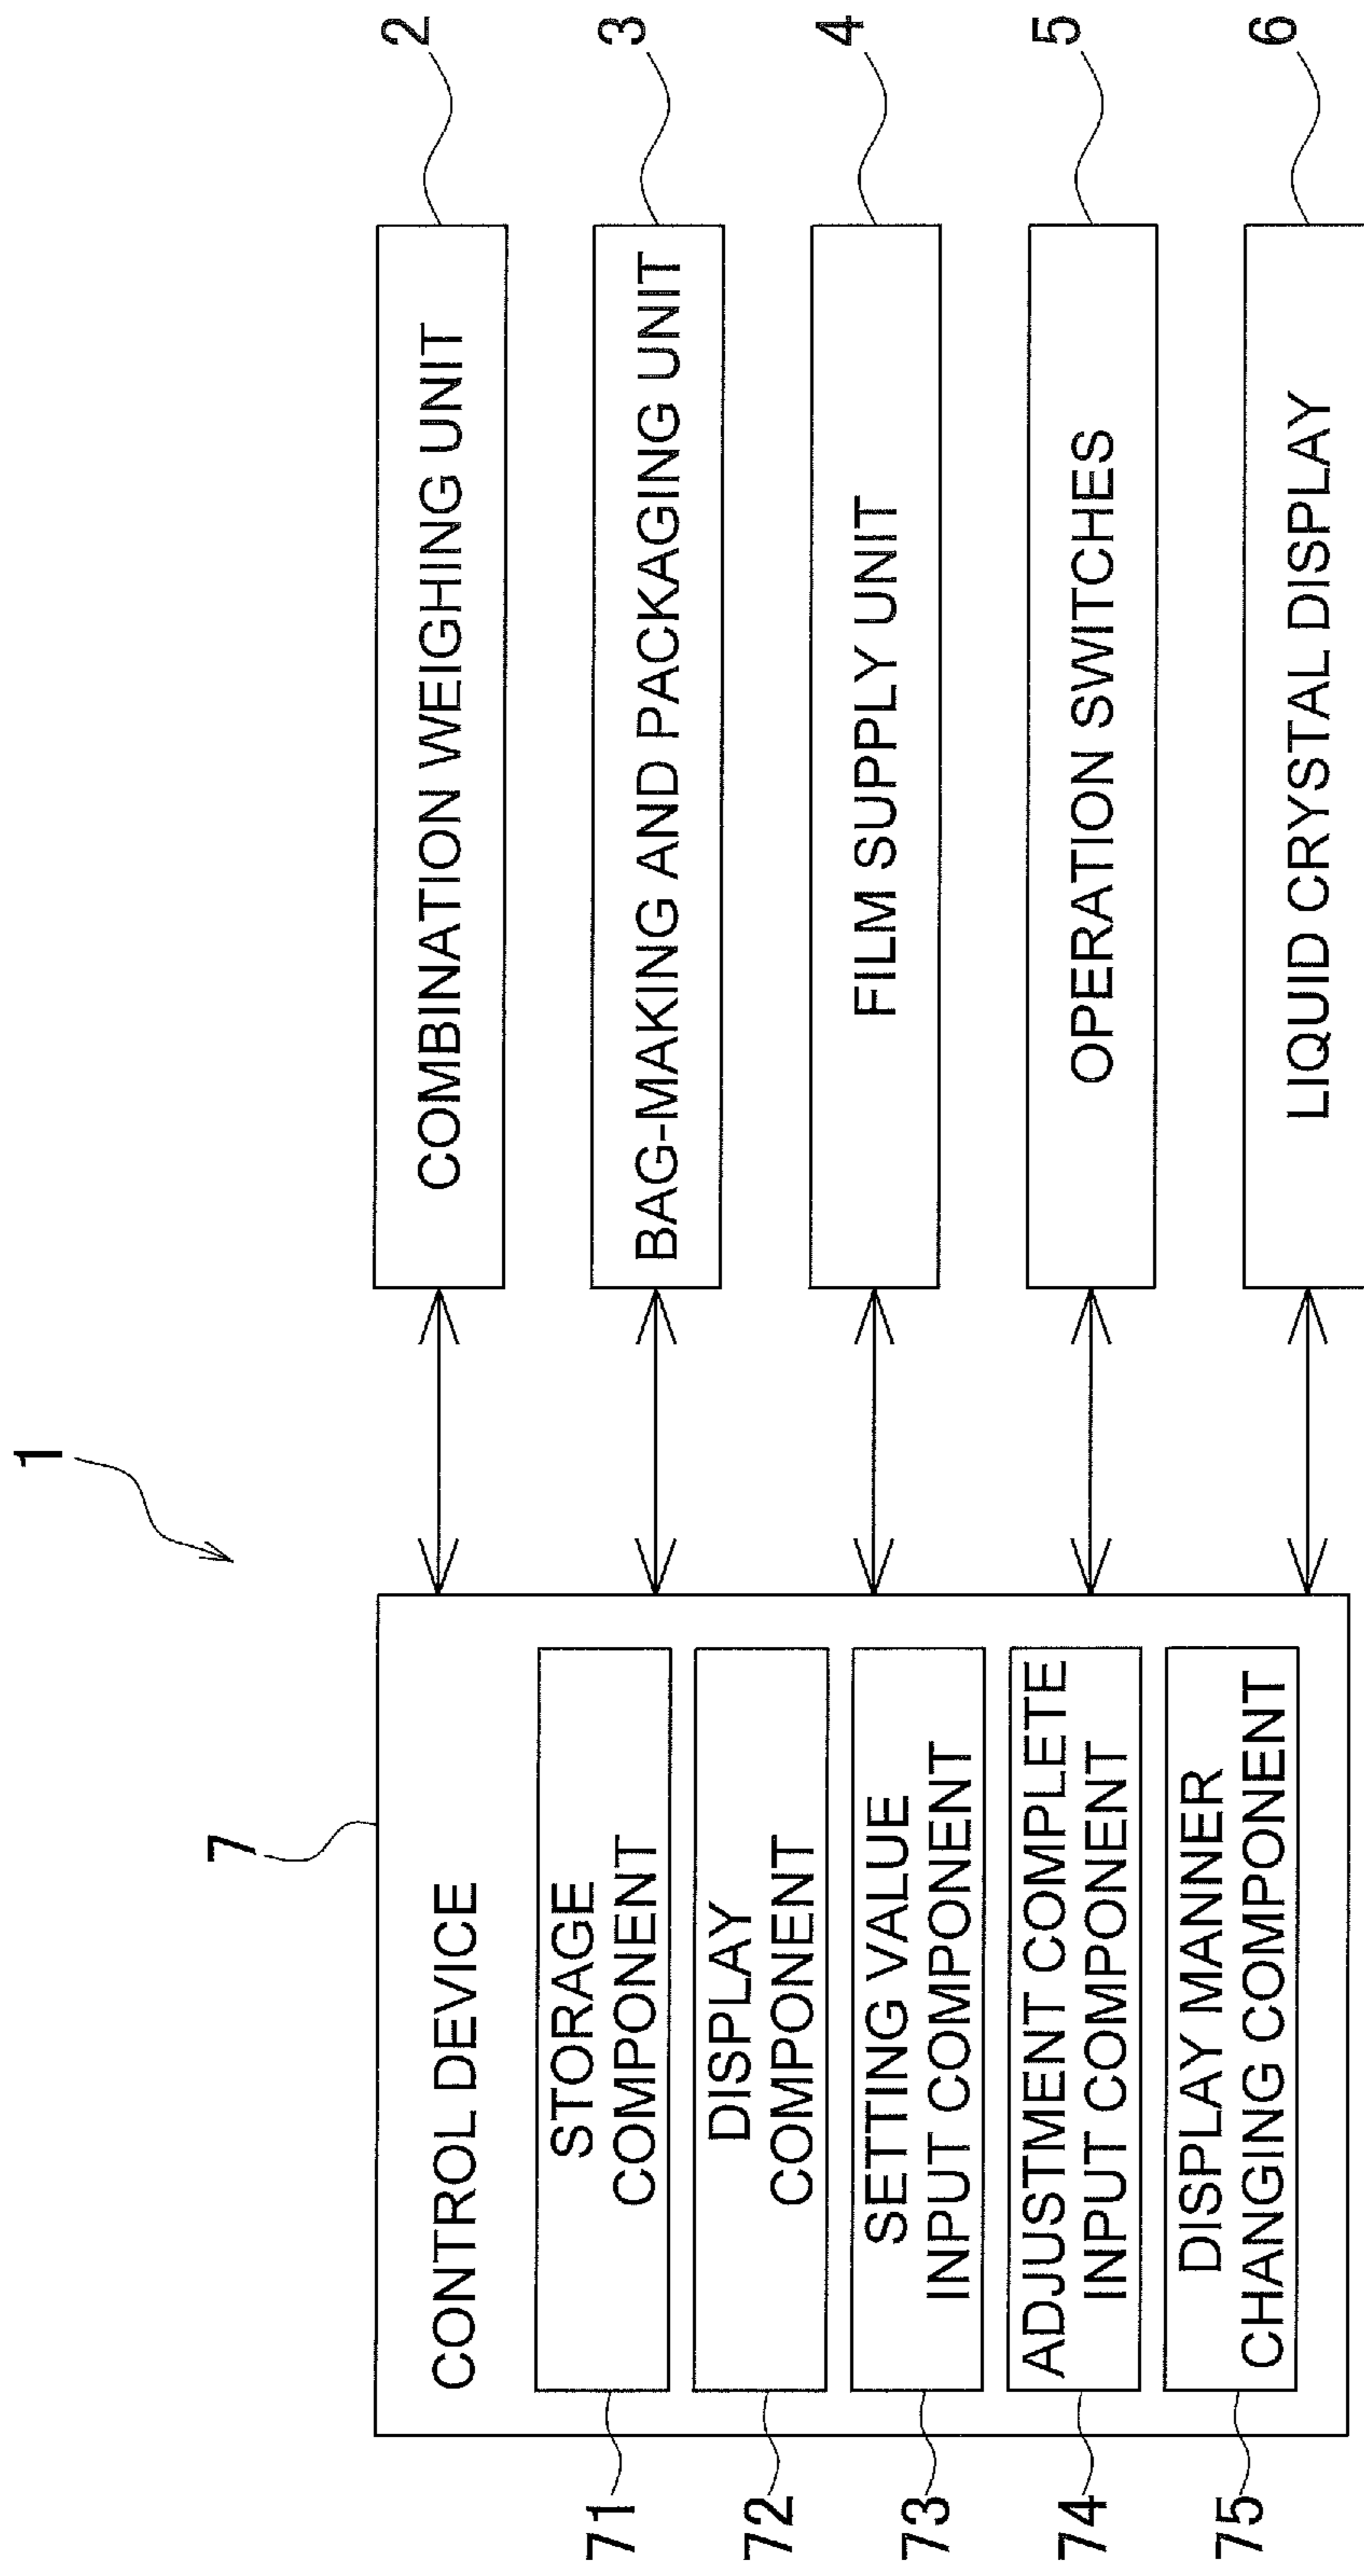 1
7
CONTROL DEVICE
STORAGE
COMPONENT
71
DISPLAY
COMPONENT
72
SETTING VALUE
INPUT COMPONENT
73
ADJUSTMENT COMPLETE
INPUT COMPONENT
74
DISPLAY MANNER
CHANGING COMPONENT
75
COMBINATION WEIGHING UNIT
2
BAG-MAKING AND PACKAGING UNIT
3
FILM SUPPLY UNIT
4
OPERATION SWITCHES
5
LIQUID CRYSTAL DISPLAY
6